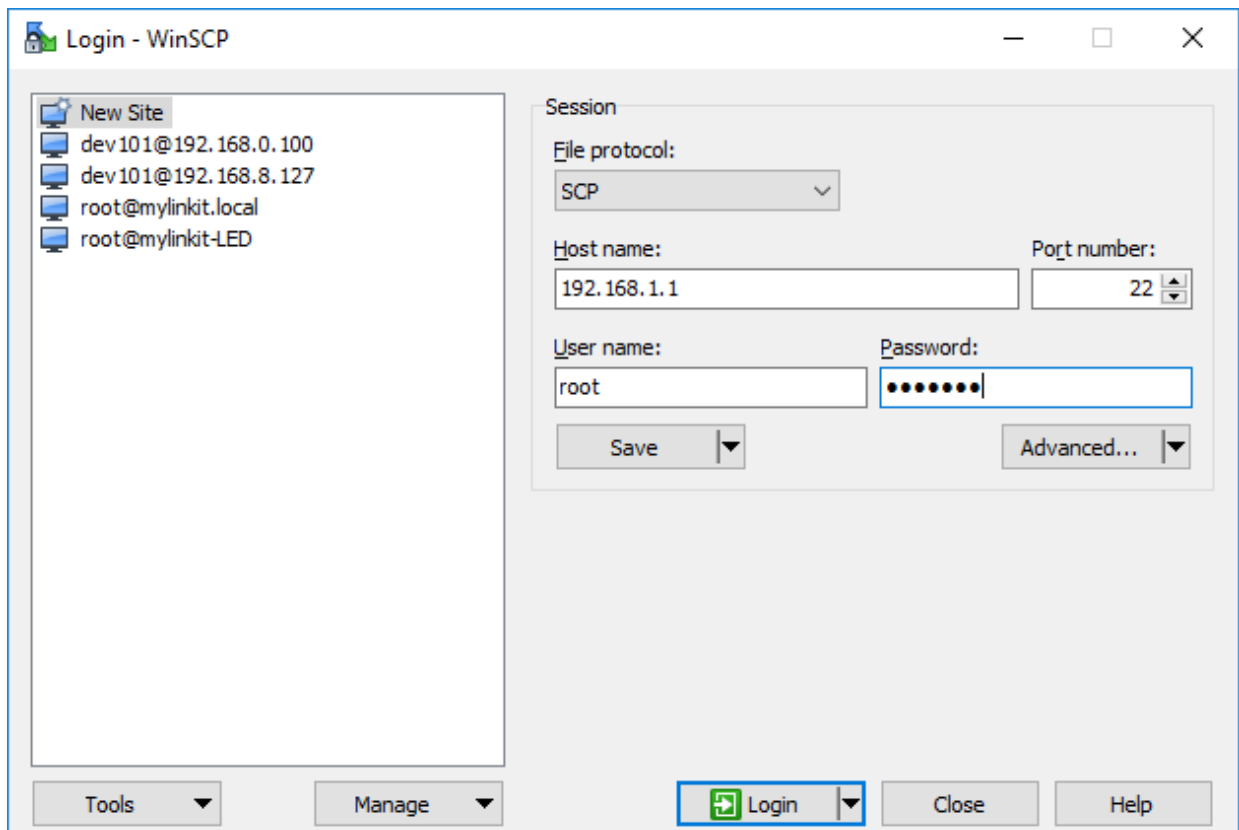 Login - WinSCP
New Site
dev101@192.168.0.100
dev101@192.168.8.127
root@mylinkit.local
root@mylinkit-LED
Session
File protocol:
SCP
Host name:
Port number:
192.168.1.1
22
User name:
Password:
root
●●●●●●●
Save
Advanced...
Tools
Manage
Login
Close
Help